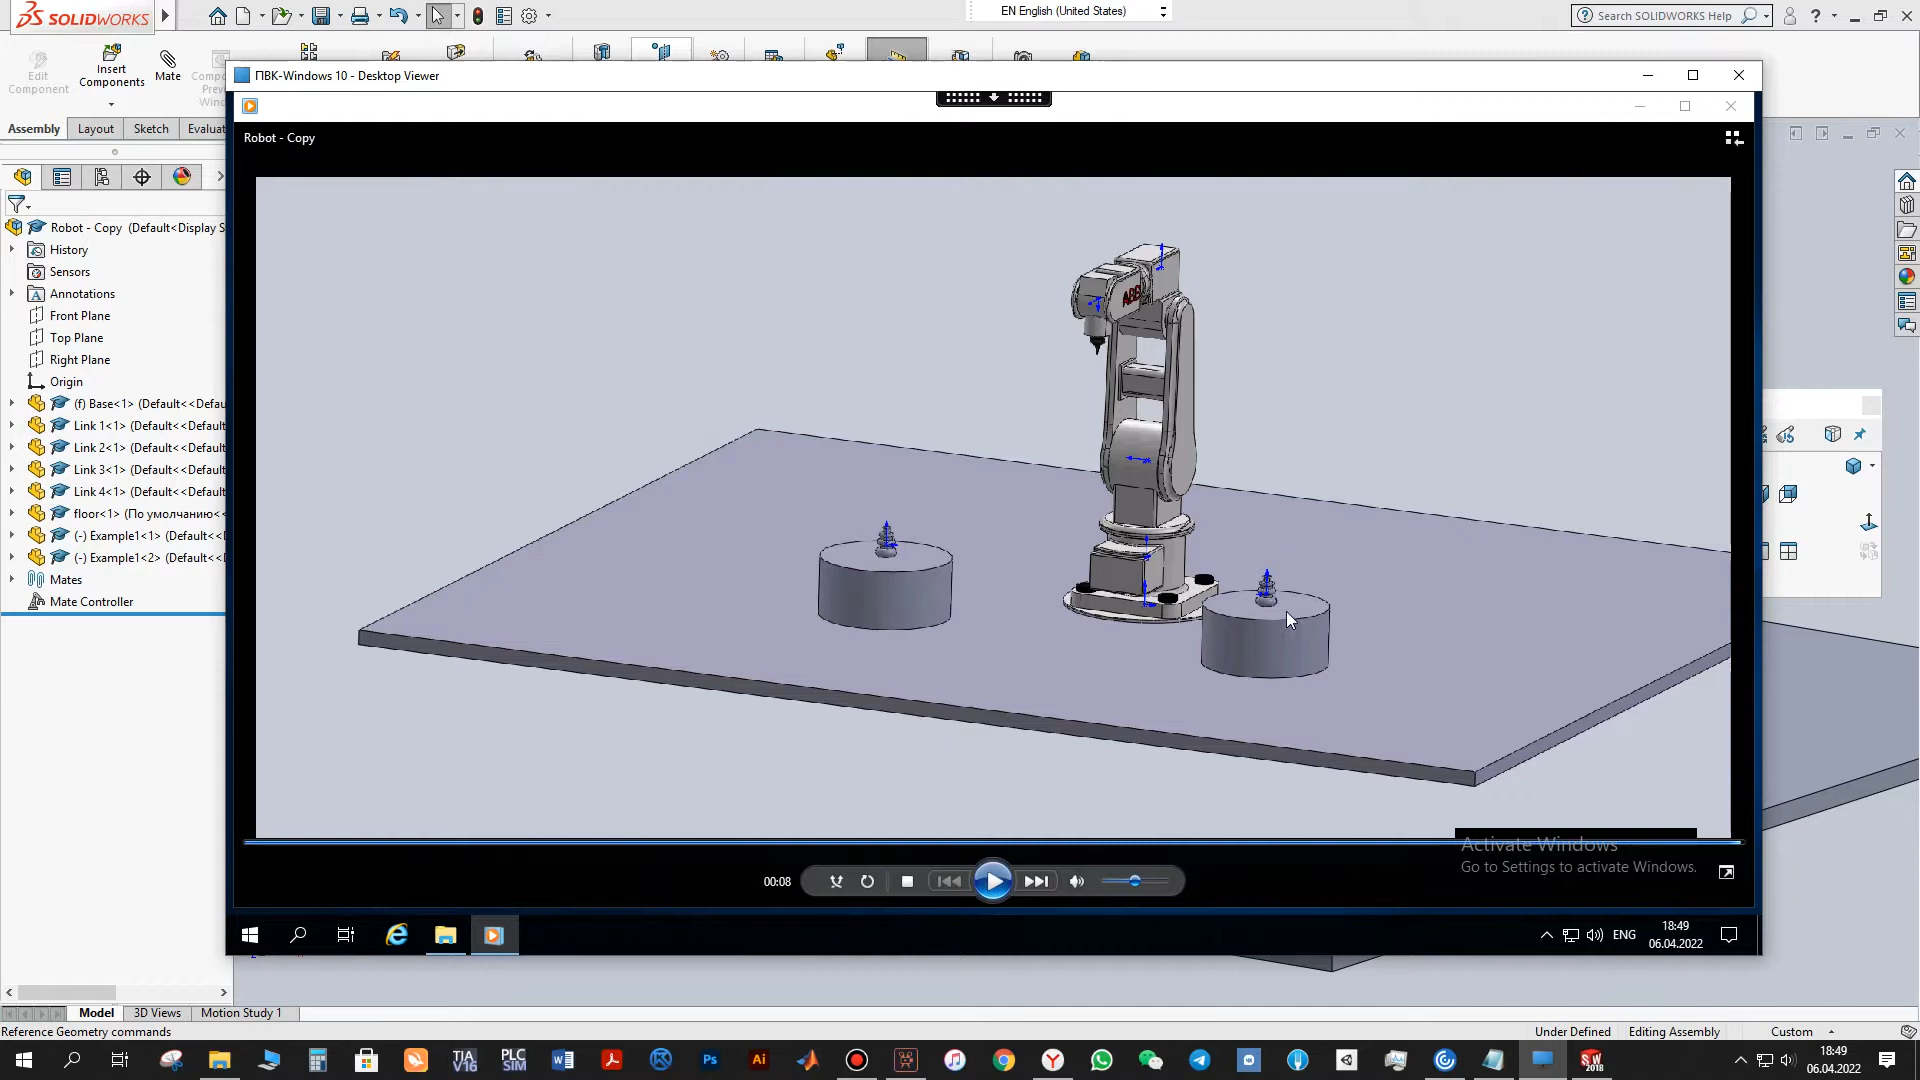 SOLIDWORKS
EN English (United States)
Search SOLIDWORKS Help
Edit
Component
Insert
Components
Mate
Assembly
Layout
Sketch
ПВК-Windows 10 - Desktop Viewer
Robot - Copy
Robot - Copy (Default<Display S
History
Sensors
Annotations
Front Plane
Top Plane
Right Plane
Origin
(f) Base<1> (Default<<Defau
Link 1<1> (Default<<Default
Link 2<1> (Default<<Default
Link 3<1> (Default<<Default
Link 4<1> (Default<<Default
floor<1> (По умолчанию<<
(-) Example1<1> (Default<<
(-) Example1<2> (Default<<
Mates
Mate Controller
ABB
Activate Windows
Go to Settings to activate Windows.
00:08
ENG
18:49
06.04.2022
Model
3D Views
Motion Study 1
Reference Geometry commands
Under Defined
Editing Assembly
Custom
TIA
V16
PLC
SIM
Ps
Ai
SW
2018
18:49
06.04.2022